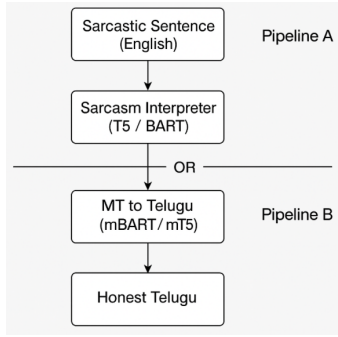 Sarcastic Sentence
(English)
Pipeline A
Sarcasm Interpreter
(T5 / BART)
OR
MT to Telugu
(mBART/mT5)
Pipeline B
Honest Telugu